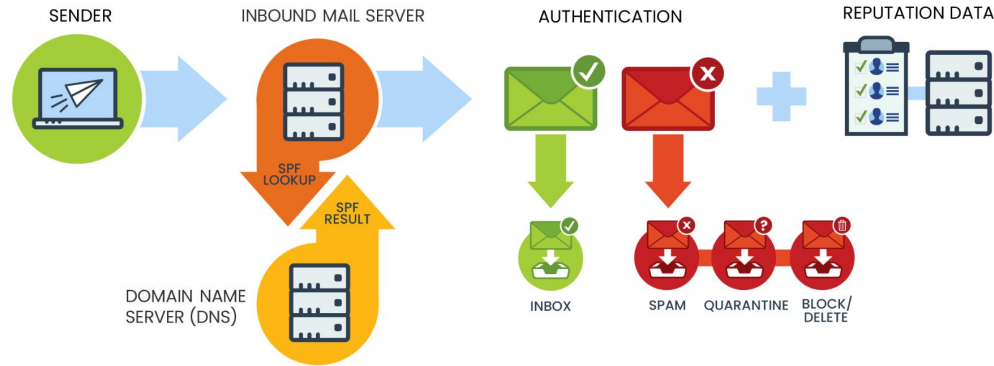 SENDER
INBOUND MAIL SERVER
AUTHENTICATION
REPUTATION DATA
SPF
LOOKUP
SPF
RESULT
DOMAIN NAME
SERVER (DNS)
INBOX
SPAM
QUARANTINE
BLOCK/
DELETE